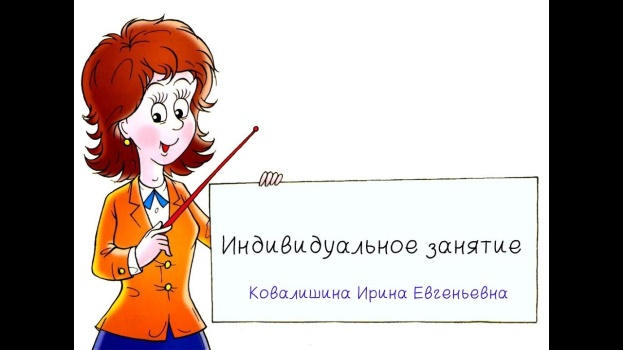 Индивидуальное занятие
Ковалишина Ирина Евгеньевна